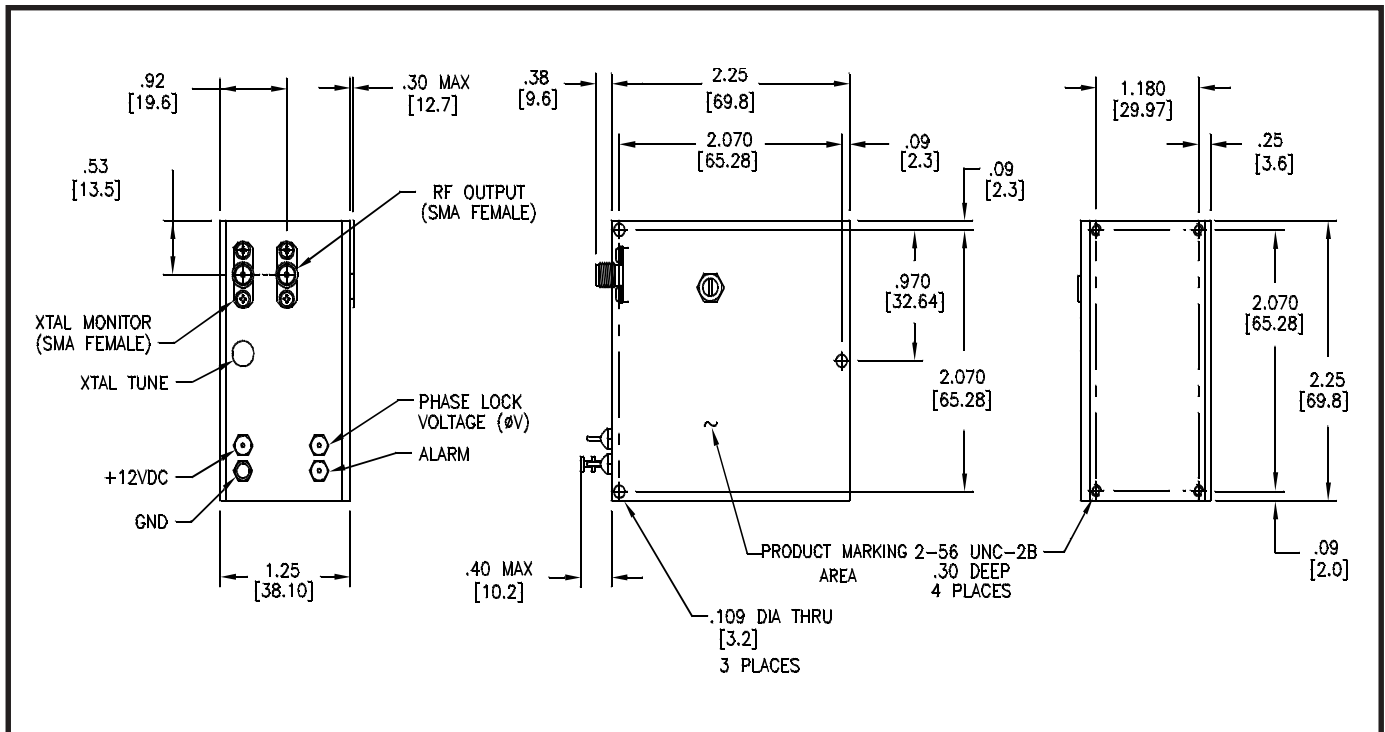 .92
[19.6]
.30 MAX
[12.7]
.53
[13.5]
RF OUTPUT
(SMA FEMALE)
XTAL MONITOR
(SMA FEMALE)
XTAL TUNE
PHASE LOCK
VOLTAGE (øV)
ALARM
+12VDC
GND
1.25
[38.10]
.38
[9.6]
2.25
[69.8]
2.070
[65.28]
.09
[2.3]
.09
[2.3]
.970
[32.64]
2.070
[65.28]
~
.40 MAX
[10.2]
PRODUCT MARKING
AREA
.109 DIA THRU
[3.2]
3 PLACES
1.180
[29.97]
.25
[3.6]
2.070
[65.28]
2.25
[69.8]
2-56 UNC-2B
.30 DEEP
4 PLACES
.09
[2.0]